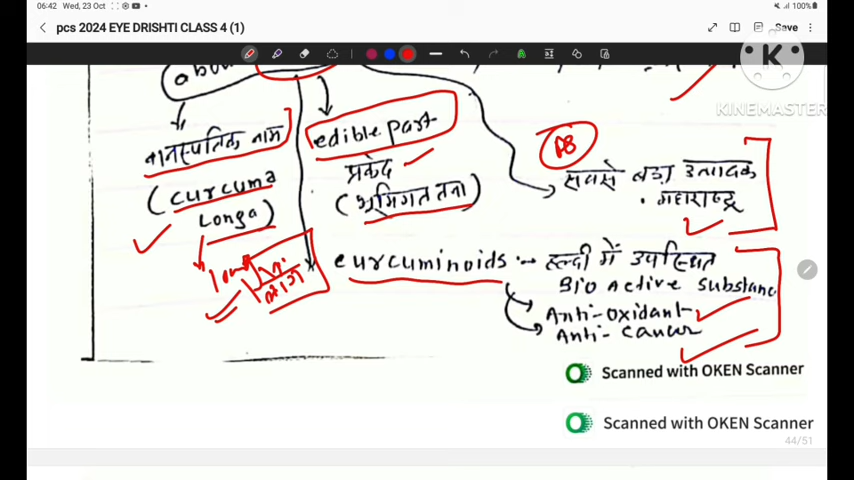 06:42 Wed, 23 Oct
100%
pcs 2024 EYE DRISHTI CLASS 4 (1)
Save
K
KINEMASTER
वानस्पतिक नाम
(curcuma
Longa)
edible part
प्रकंद
(भूमिगत तना)
सबसे बड़ा उत्पादक
• महाराष्ट्र
curcuminoids → हल्दी में उपस्थित
Bio Active Substanc
Anti-oxidant
Anti-cancer
Scanned with OKEN Scanner
Scanned with OKEN Scanner
44/51